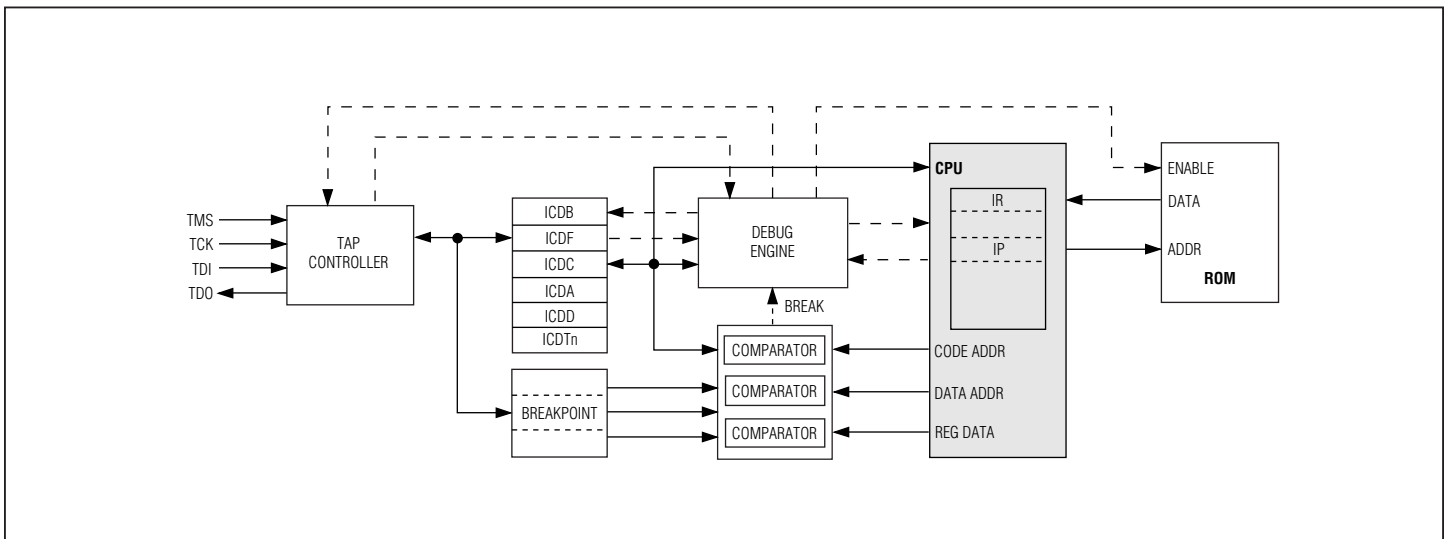 TMS
TCK
TDI
TDO
TAP
CONTROLLER
ICDB
ICDF
ICDC
ICDA
ICDD
ICDTn
BREAKPOINT
DEBUG
ENGINE
BREAK
COMPARATOR
COMPARATOR
COMPARATOR
CPU
IR
IP
CODE ADDR
DATA ADDR
REG DATA
ENABLE
DATA
ADDR
ROM